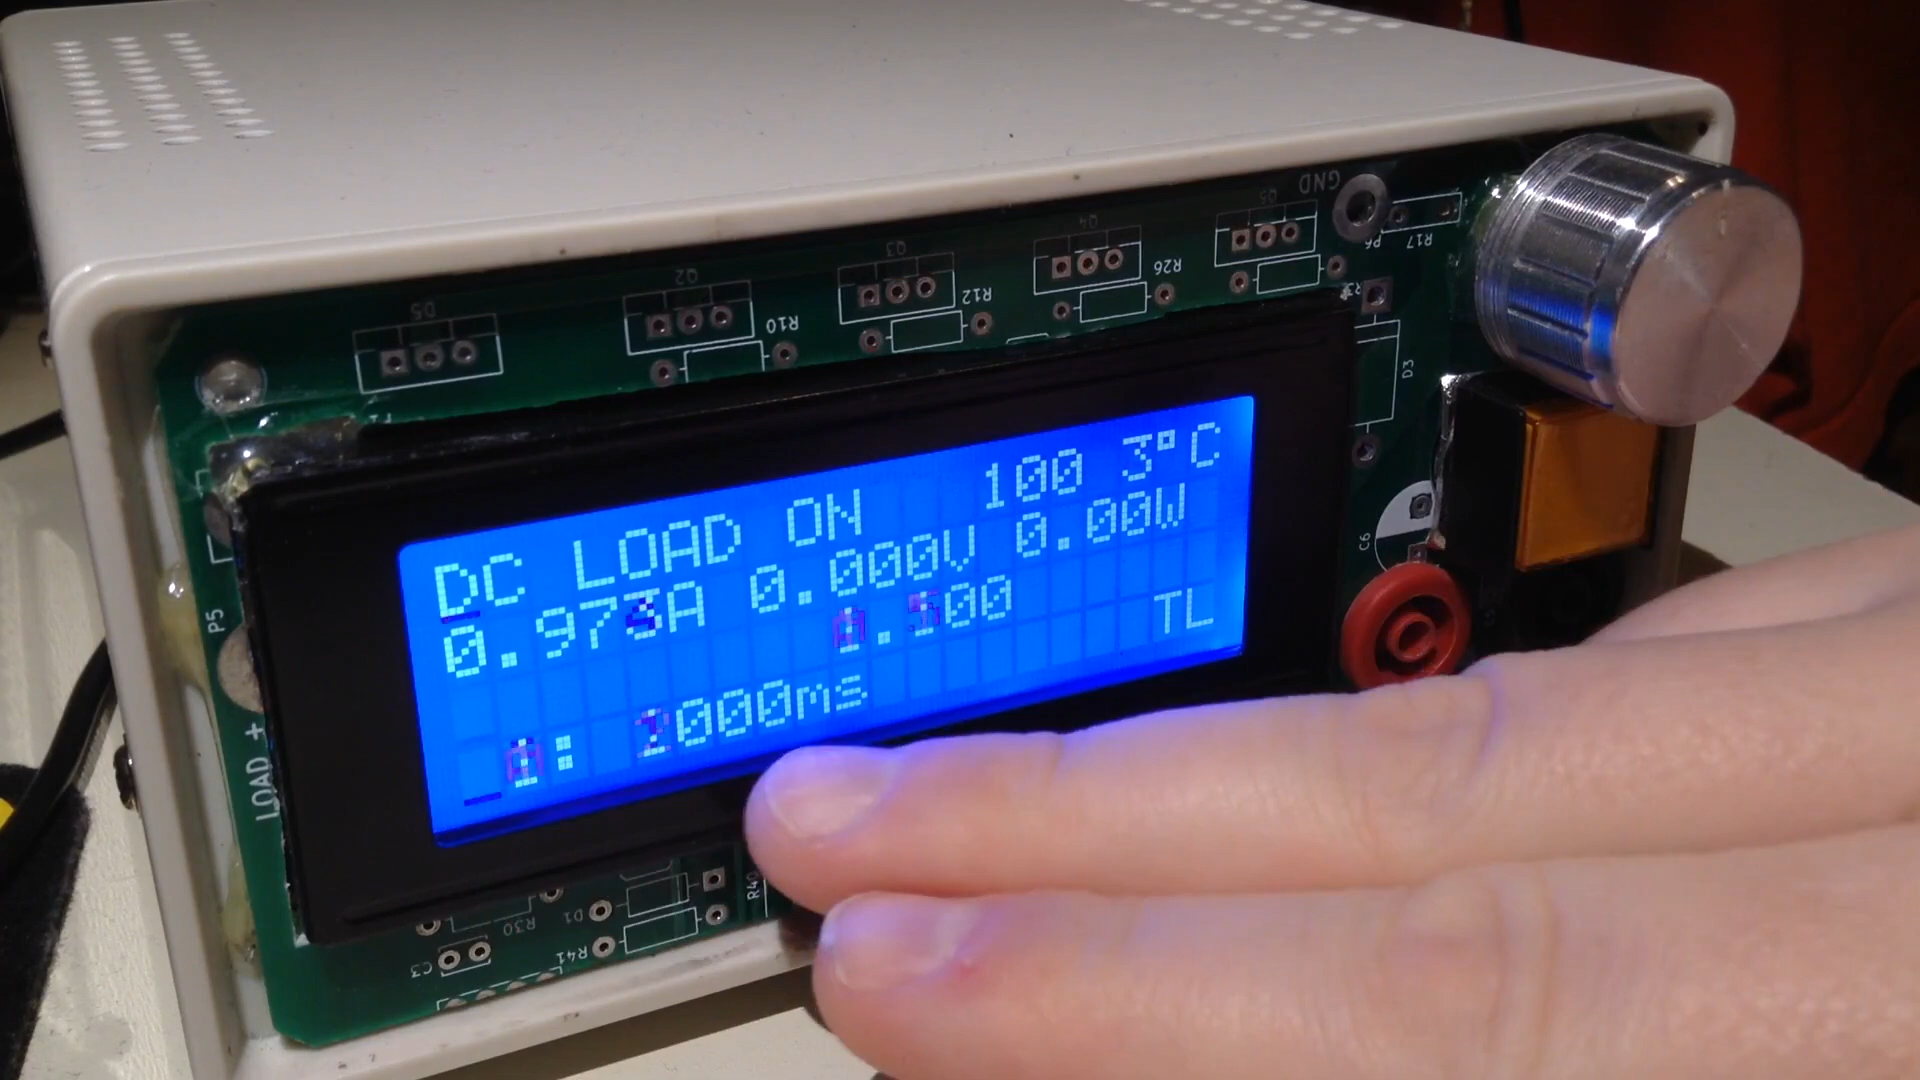 GND
Q5
Q4
Q3
Q2
Q5
P6 R17
R26
R12
R10
D3
DC LOAD ON 100 3°C
0.973A 0.000V 0.00W
.500
TL
: 2000ms
C6
P5
LOAD +
R40
D1
R30
R41
C3